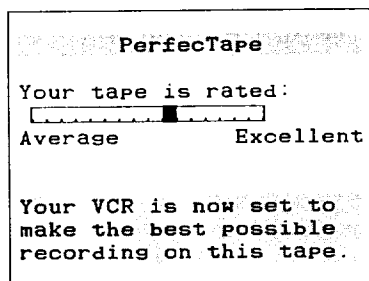 PerfecTape
Your tape is rated:
Average Excellent
Your VCR is now set to
make the best possible
recording on this tape.